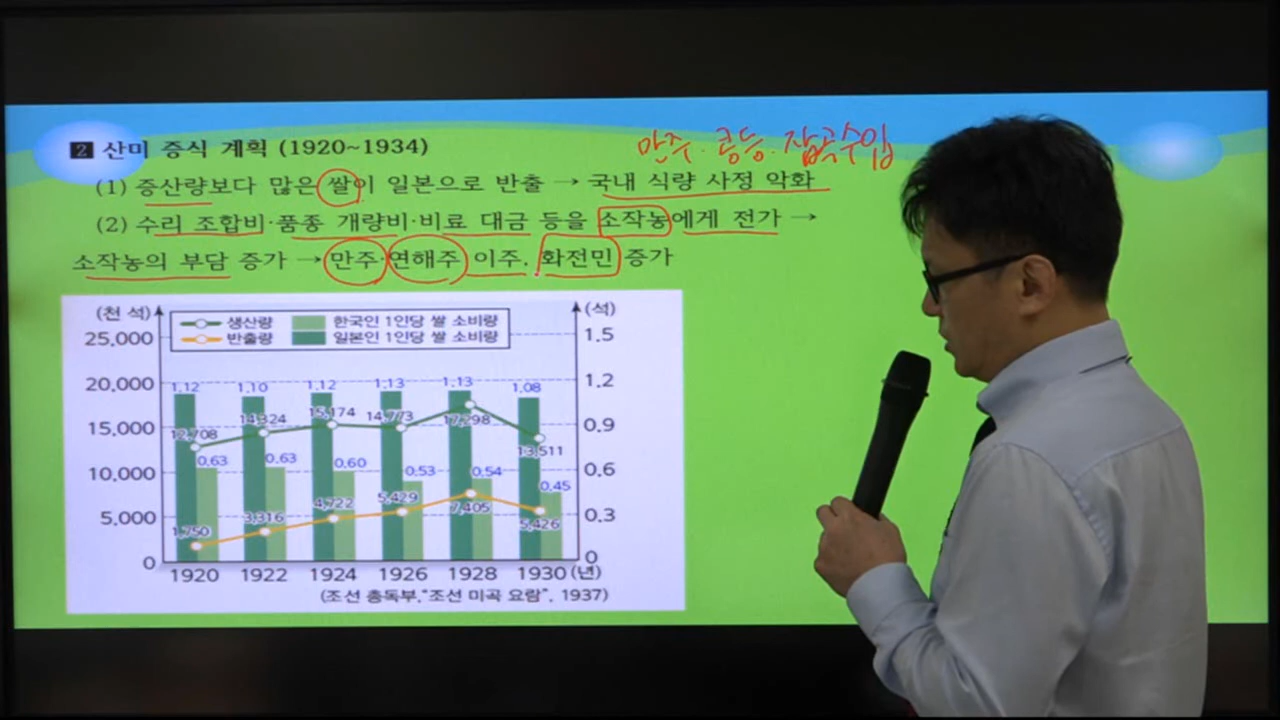 2 산미 증식 계획 (1920~1934)
만주·콩등·잡곡수입
(1) 증산량보다 많은 쌀이 일본으로 반출 → 국내 식량 사정 악화
(2) 수리 조합비·품종 개량비·비료 대금 등을 소작농에게 전가 →
소작농의 부담 증가 → 만주, 연해주 이주, 화전민 증가
(천 석) (석)
생산량 한국인 1인당 쌀 소비량
반출량 일본인 1인당 쌀 소비량
25,000 1.5
20,000 1.2
1.12 1.10 1.12 1.13 1.13 1.08
15,000 0.9
12,708 14,324 15,174 14,773 17,298 13,511
10,000 0.6
0.63 0.63 0.60 0.53 0.54 0.45
5,000 0.3
1,750 3,316 4,722 5,429 7,405 5,426
0 0
1920 1922 1924 1926 1928 1930 (년)
(조선 총독부,"조선 미곡 요람", 1937)